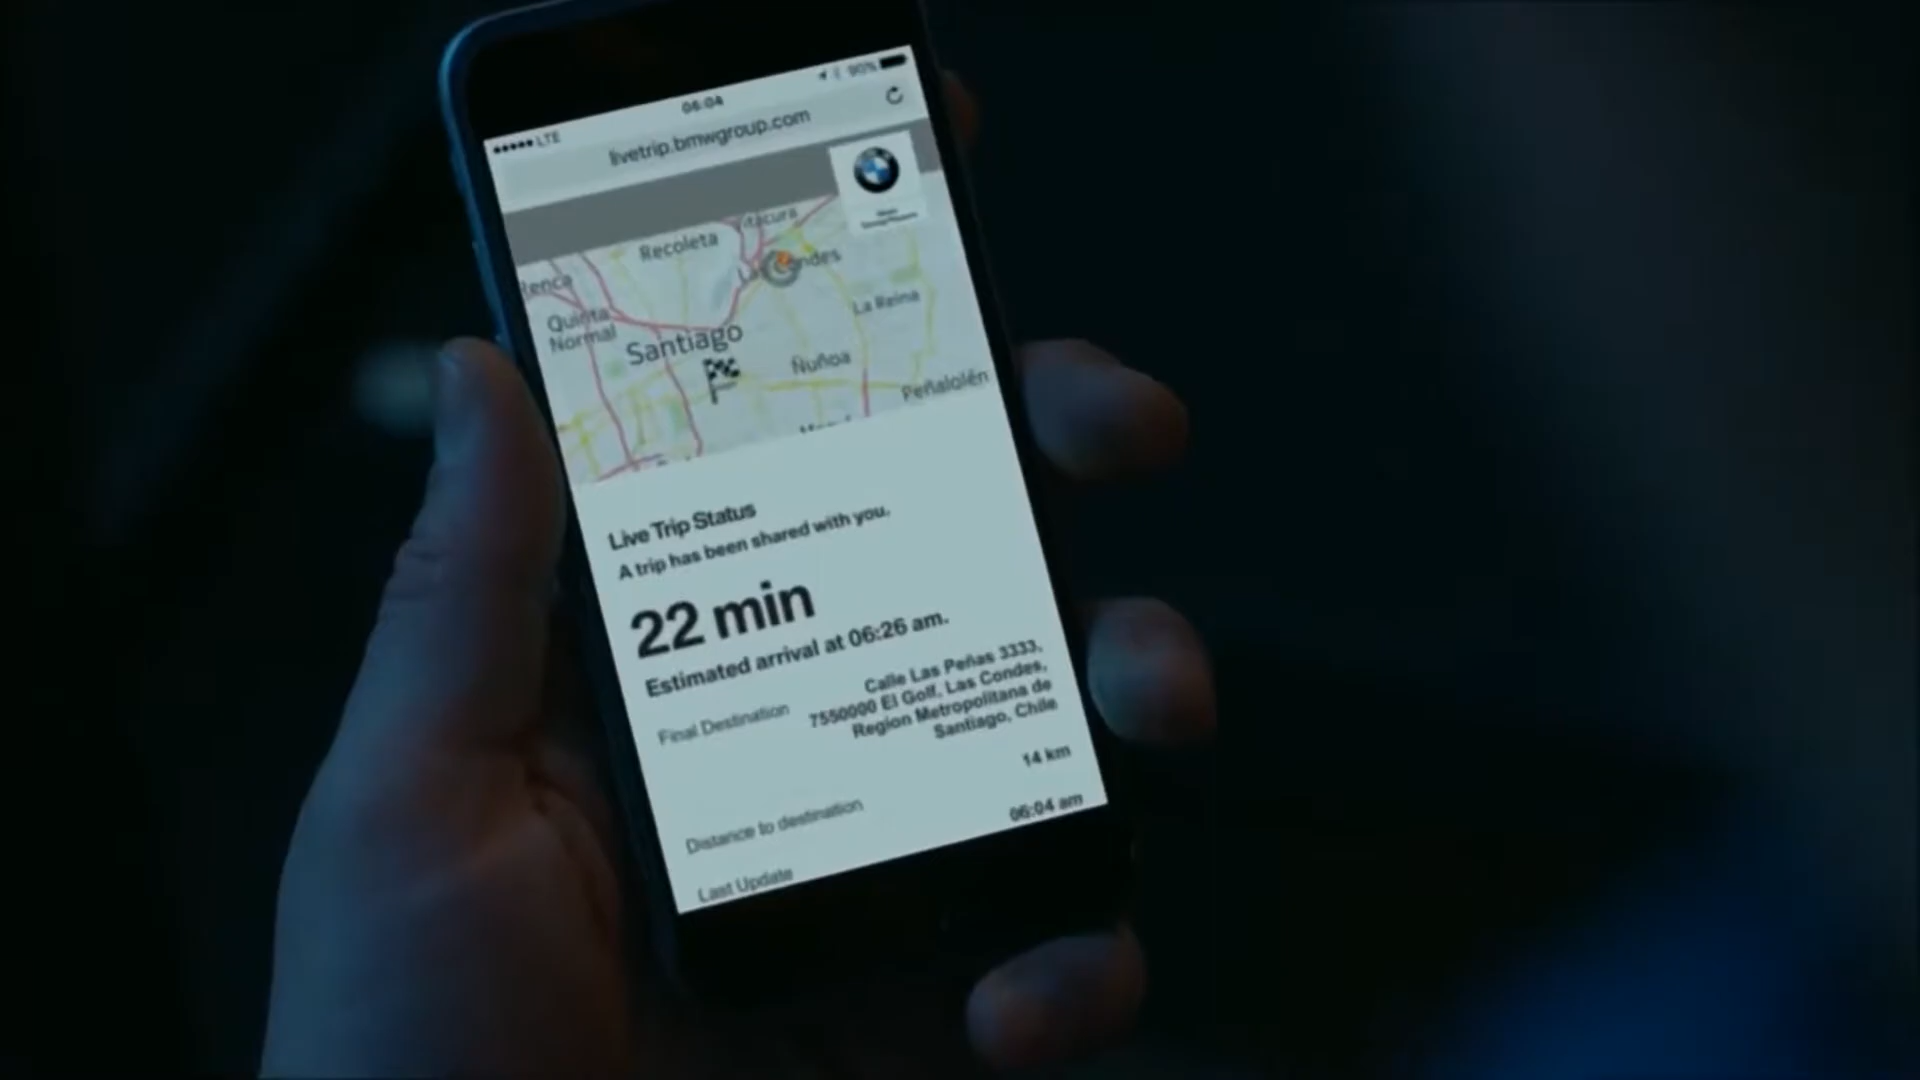 LTE
06:04
90%
livetrip.bmwgroup.com
Vitacura
Recoleta
Las Condes
Renca
La Reina
Quinta
Normal
Santiago
Ñuñoa
Peñalolén
Live Trip Status
A trip has been shared with you.
22 min
Estimated arrival at 06:26 am.
Final Destination
Calle Las Peñas 3333,
7550000 El Golf, Las Condes,
Region Metropolitana de
Santiago, Chile
Distance to destination
14 km
Last Update
06:04 am